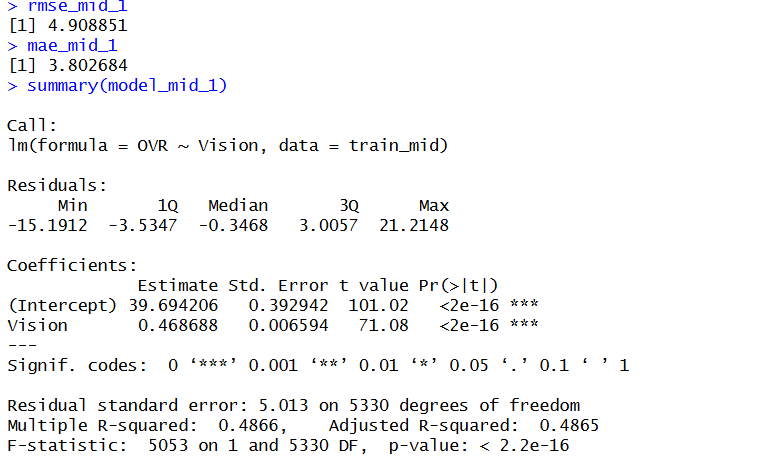 > rmse_mid_1
[1] 4.908851
> mae_mid_1
[1] 3.802684
> summary(model_mid_1)
Call:
lm(formula = OVR ~ Vision, data = train_mid)
Residuals:
     Min       1Q   Median       3Q      Max
-15.1912  -3.5347  -0.3468   3.0057  21.2148
Coefficients:
             Estimate Std. Error t value Pr(>|t|)
(Intercept) 39.694206   0.392942  101.02   <2e-16 ***
Vision       0.468688   0.006594   71.08   <2e-16 ***
---
Signif. codes:  0 ‘***’ 0.001 ‘**’ 0.01 ‘*’ 0.05 ‘.’ 0.1 ‘ ’ 1
Residual standard error: 5.013 on 5330 degrees of freedom
Multiple R-squared:  0.4866,    Adjusted R-squared:  0.4865
F-statistic:  5053 on 1 and 5330 DF,  p-value: < 2.2e-16